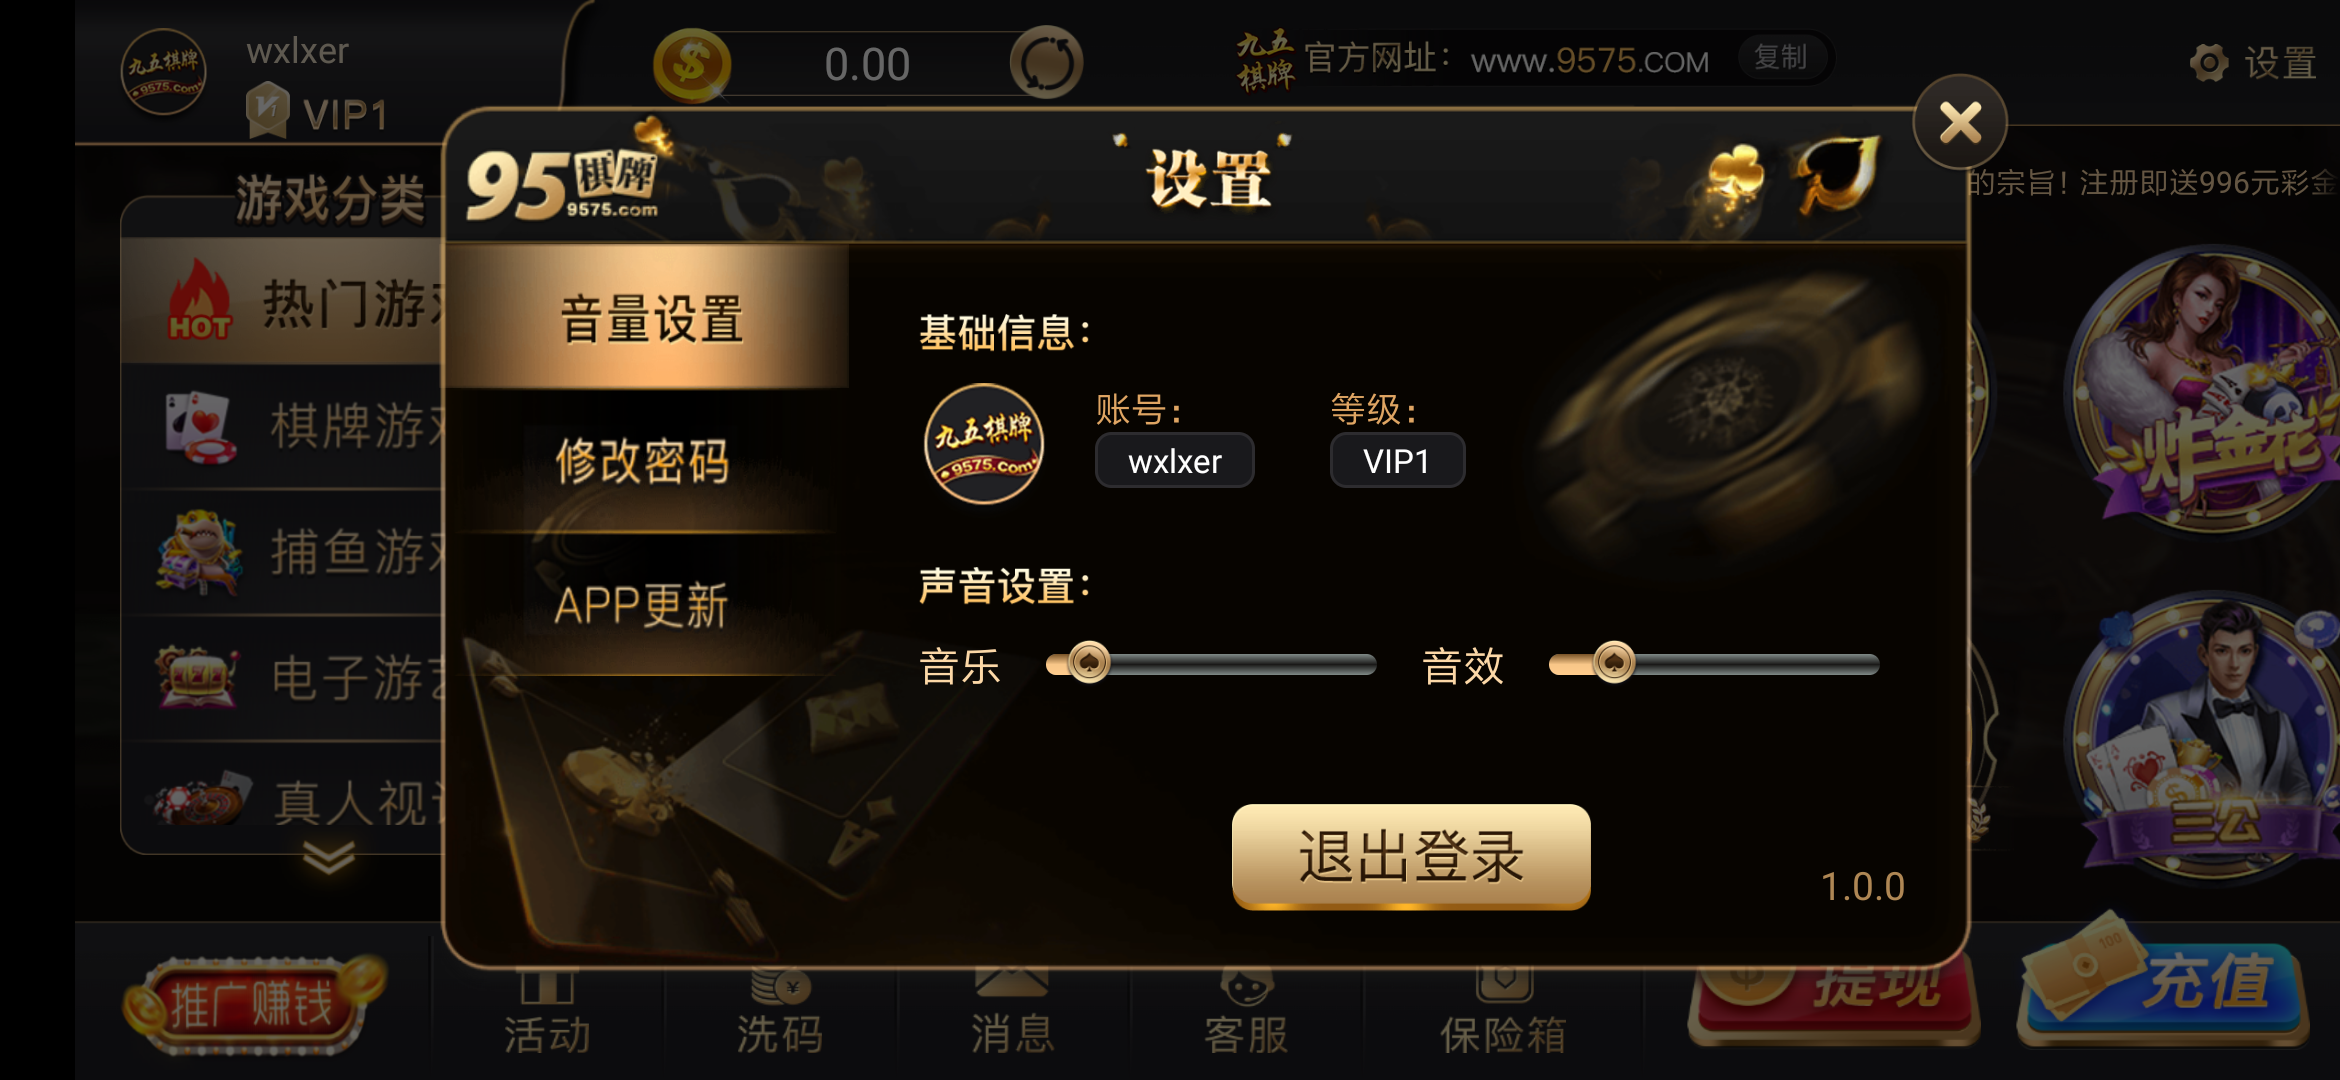 九五棋牌
9575.com
wxlxer
V1
VIP1
$
0.00
九五
棋牌
官方网址：
www.9575.COM
复制
设置
的宗旨！注册即送996元彩金
游戏分类
HOT
热门游
棋牌游
捕鱼游
电子游
真人视
95棋牌
9575.com
设置
音量设置
修改密码
APP更新
基础信息：
九五棋牌
9575.com
账号：
wxlxer
等级：
VIP1
声音设置：
音乐
音效
退出登录
1.0.0
炸金花
三公
推广赚钱
活动
洗码
消息
客服
保险箱
提现
100
充值